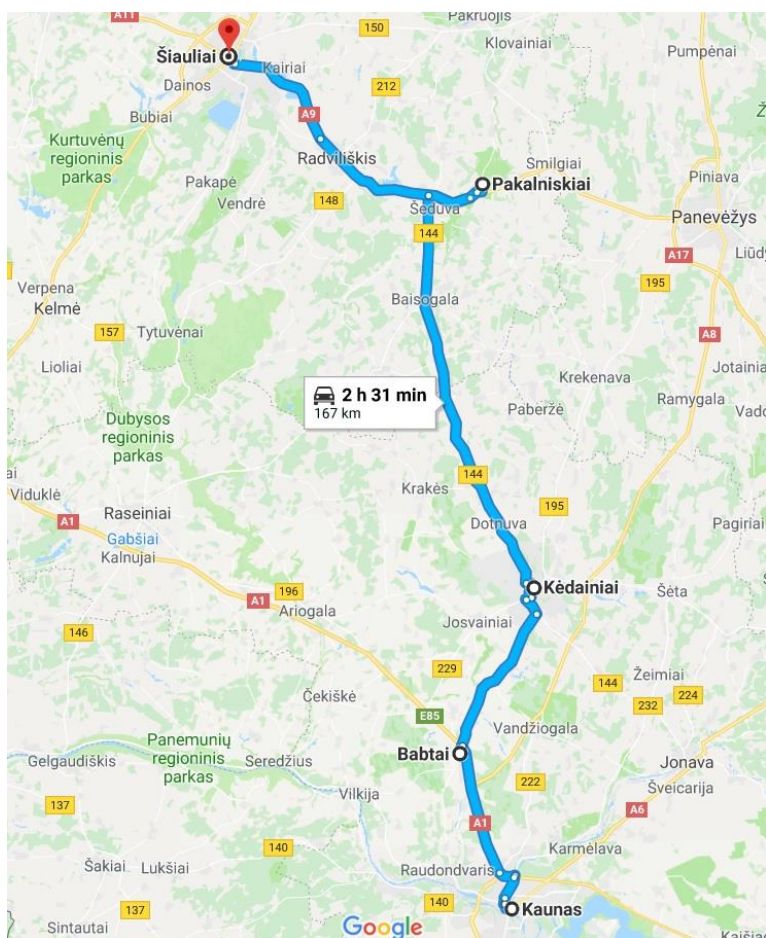 A11
150
Pakruojis
Klovainiai
Pumpėnai
Šiauliai
Kairiai
Dainos
212
Bubiai
A9
Kurtuvėnų
regioninis
parkas
Radviliškis
Smilgiai
Pakapė
Pakalniskiai
Piniava
Vendrė
148
Šeduva
Panevėžys
144
A17
Liūdy
Verpena
Kelmė
Baisogala
195
157
Tytuvėnai
A8
Lioliai
Jotainiai
2 h 31 min
167 km
Krekenava
Dubysos
regioninis
parkas
Paberžė
Ramygala
Vado
ai
Viduklė
Krakės
144
195
Raseiniai
Dotnuva
Pagiriai
A1
Gabšiai
Kalnujai
196
Kėdainiai
A1
Ariogala
Šėta
146
Josvainiai
229
Žeimiai
144
224
Čekiškė
232
E85
Vandžiogala
Panemunių
regioninis
parkas
Babtai
Gelgaudiškis
Seredžius
Jonava
222
Šveicarija
137
Vilkija
A1
A6
140
Karmėlava
Šakiai
Lukšiai
Raudondvaris
137
140
Kaunas
Sintautai
Google
Kaišiad